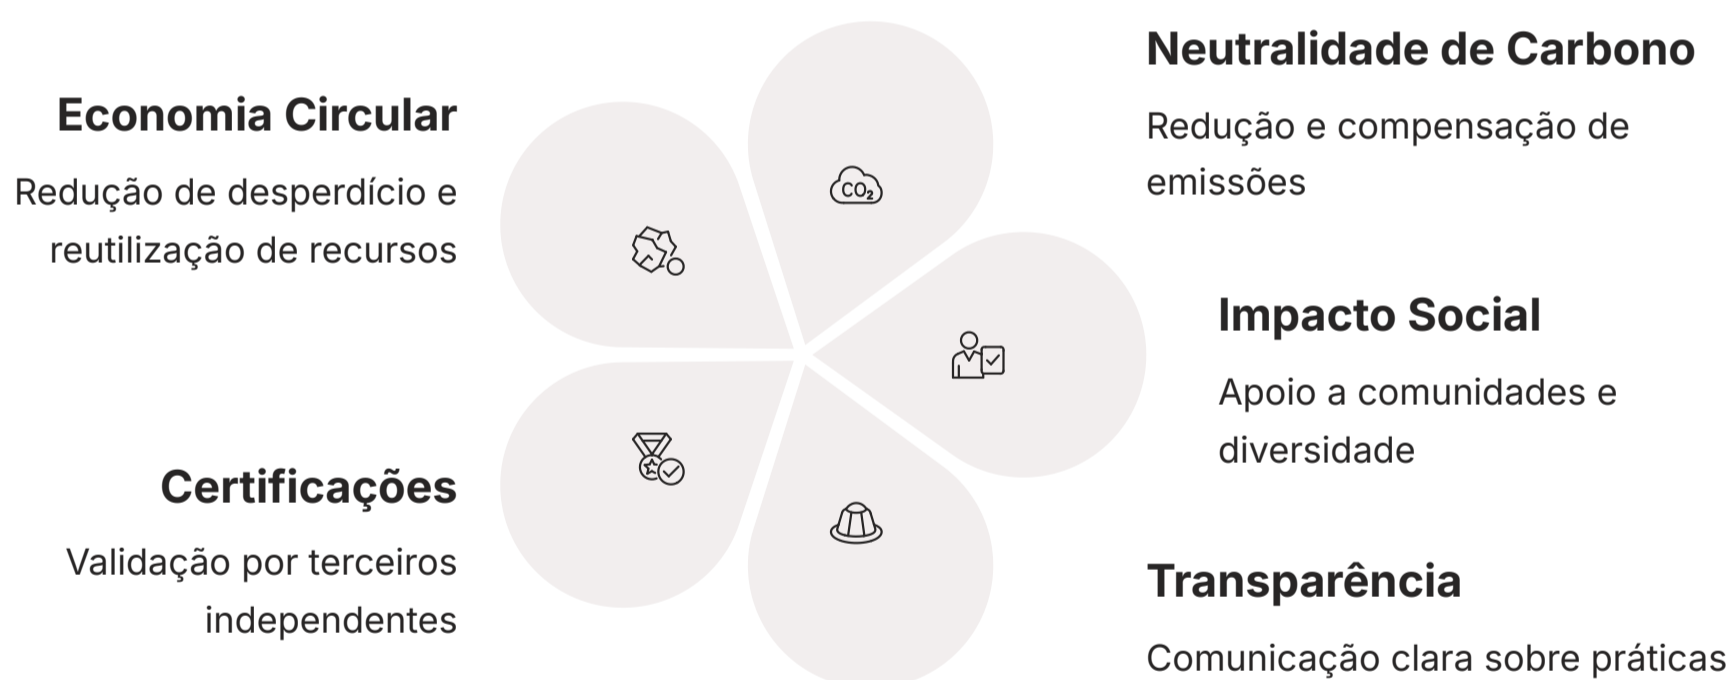 Economia Circular
Redução de desperdício e
reutilização de recursos
CO₂
Neutralidade de Carbono
Redução e compensação de
emissões
Impacto Social
Apoio a comunidades e
diversidade
Certificações
Validação por terceiros
independentes
Transparência
Comunicação clara sobre práticas